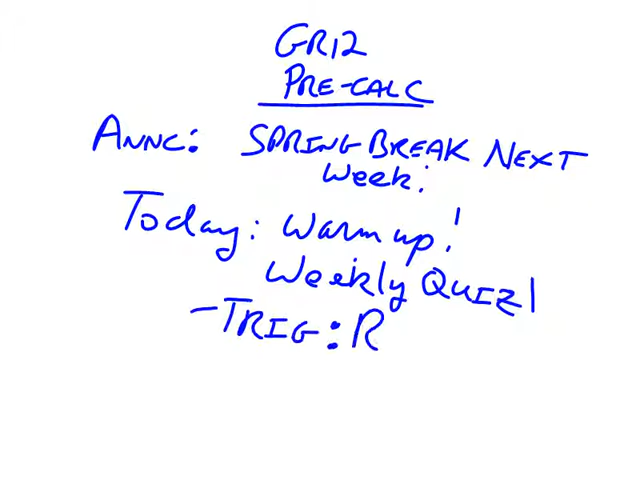 GR12
PRE-CALC
ANNC: SPRING BREAK NEXT
Week!
Today: Warm up!
Weekly QUIZ!
-TRIG: R